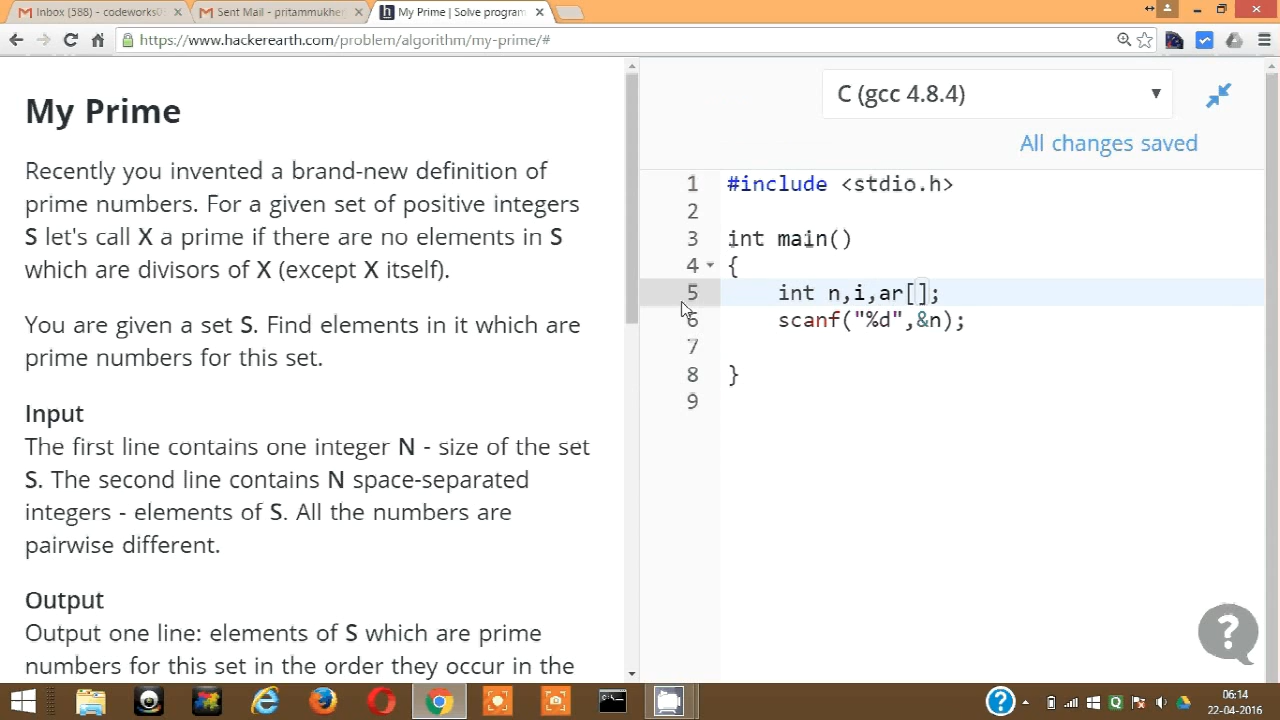 Inbox (588) - codeworks0
Sent Mail - pritammukhe
My Prime | Solve program
https://www.hackerearth.com/problem/algorithm/my-prime/#
My Prime
Recently you invented a brand-new definition of
prime numbers. For a given set of positive integers
S let's call X a prime if there are no elements in S
which are divisors of X (except X itself).
You are given a set S. Find elements in it which are
prime numbers for this set.
Input
The first line contains one integer N - size of the set
S. The second line contains N space-separated
integers - elements of S. All the numbers are
pairwise different.
Output
Output one line: elements of S which are prime
numbers for this set in the order they occur in the
C (gcc 4.8.4)
All changes saved
1 #include <stdio.h>
2
3 int main()
4 {
5 int n,i,ar[];
6 scanf("%d",&n);
7
8 }
9
?
06:14
22-04-2016